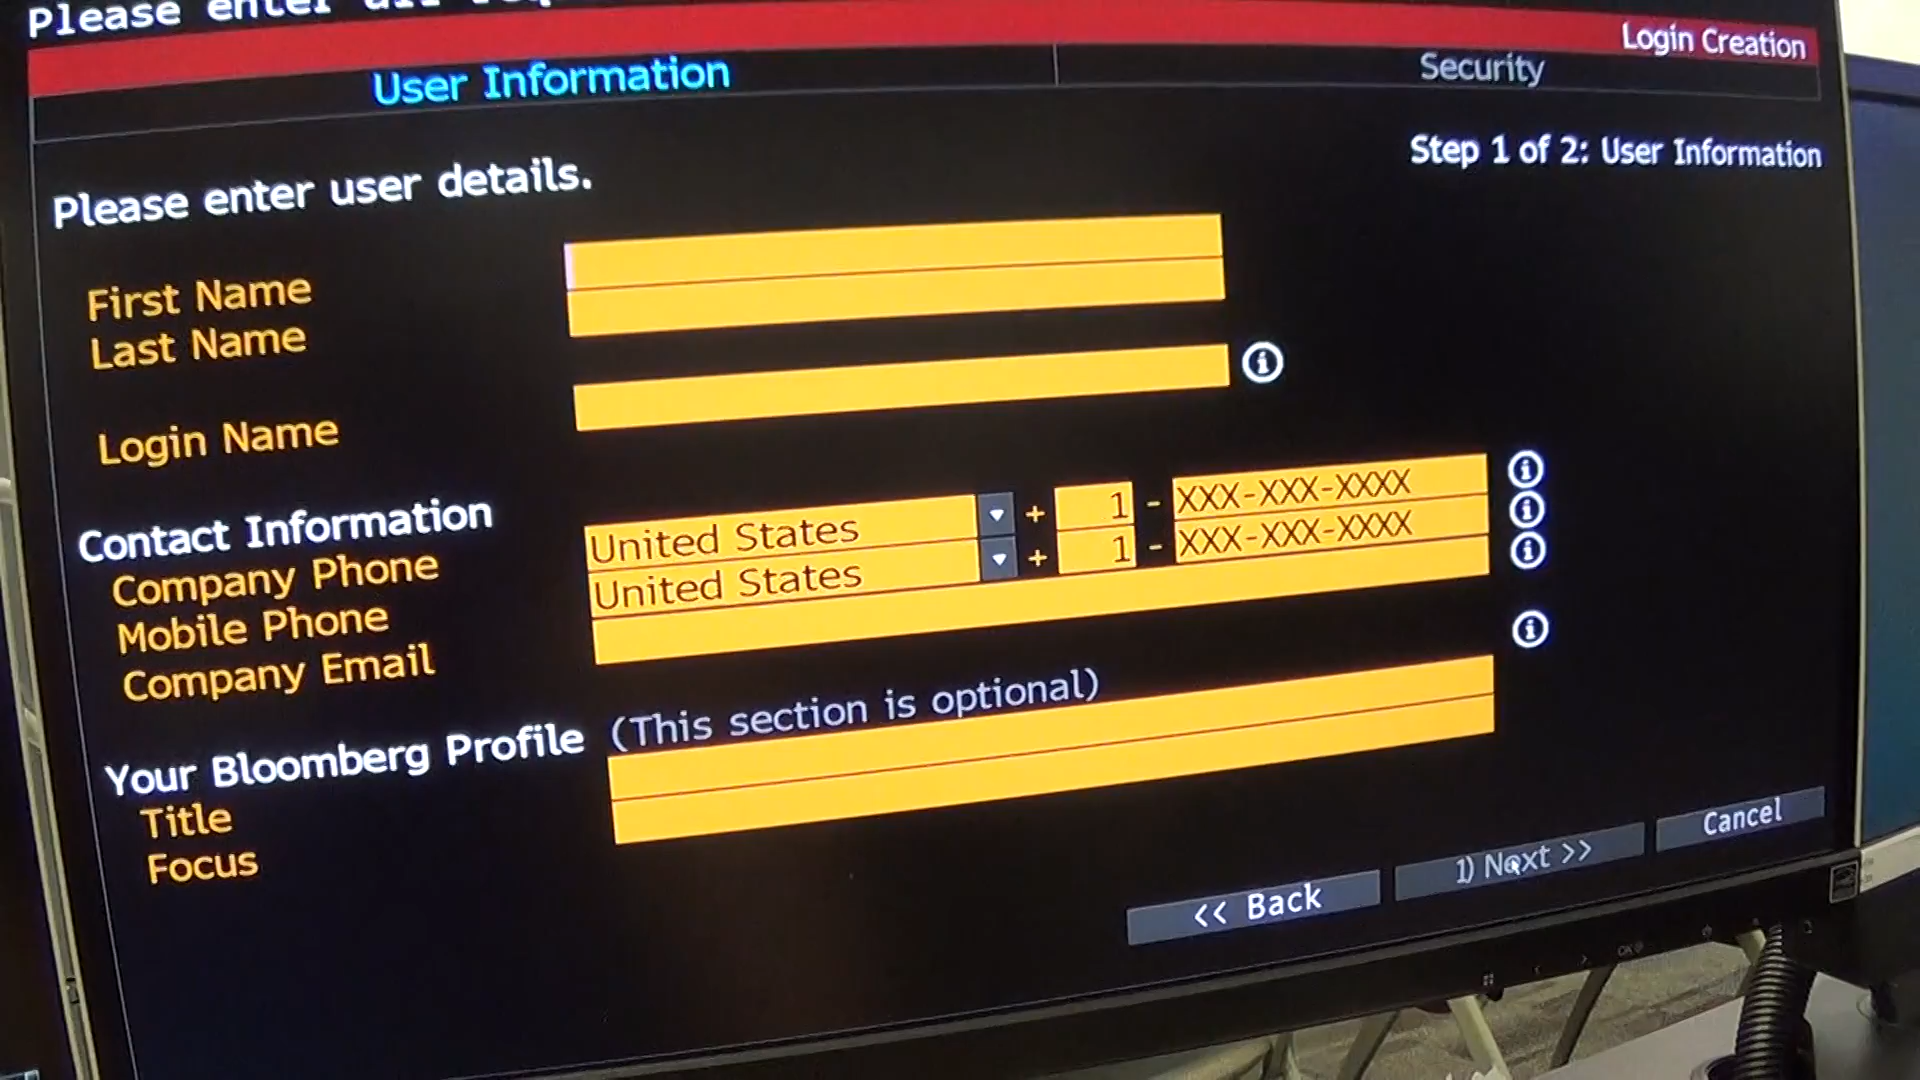 Please enter all
Login Creation
User Information
Security
Step 1 of 2: User Information
Please enter user details.
First Name
Last Name
Login Name
Contact Information
Company Phone United States + 1 - XXX-XXX-XXXX
Mobile Phone United States + 1 - XXX-XXX-XXXX
Company Email
Your Bloomberg Profile (This section is optional)
Title
Focus
<< Back
1) Next >>
Cancel